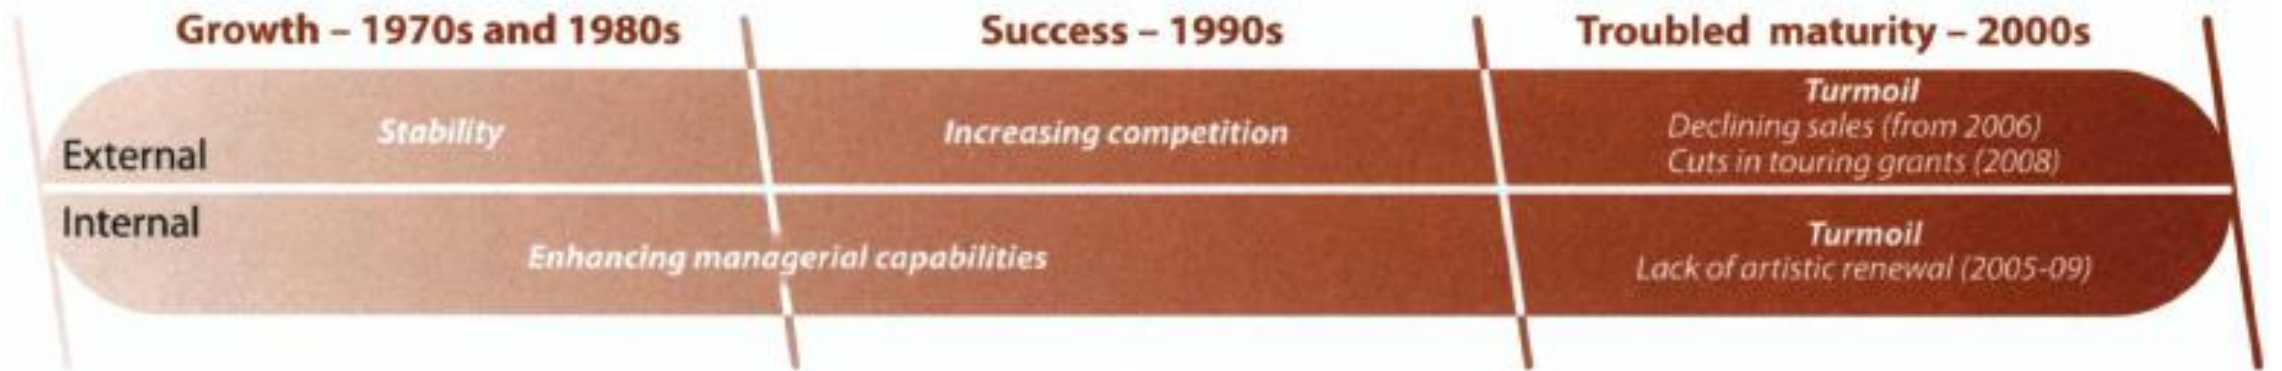 Growth – 1970s and 1980s
Success – 1990s
Troubled maturity – 2000s
External
Stability
Increasing competition
Turmoil
Declining sales (from 2006)
Cuts in touring grants (2008)
Internal
Enhancing managerial capabilities
Turmoil
Lack of artistic renewal (2005-09)